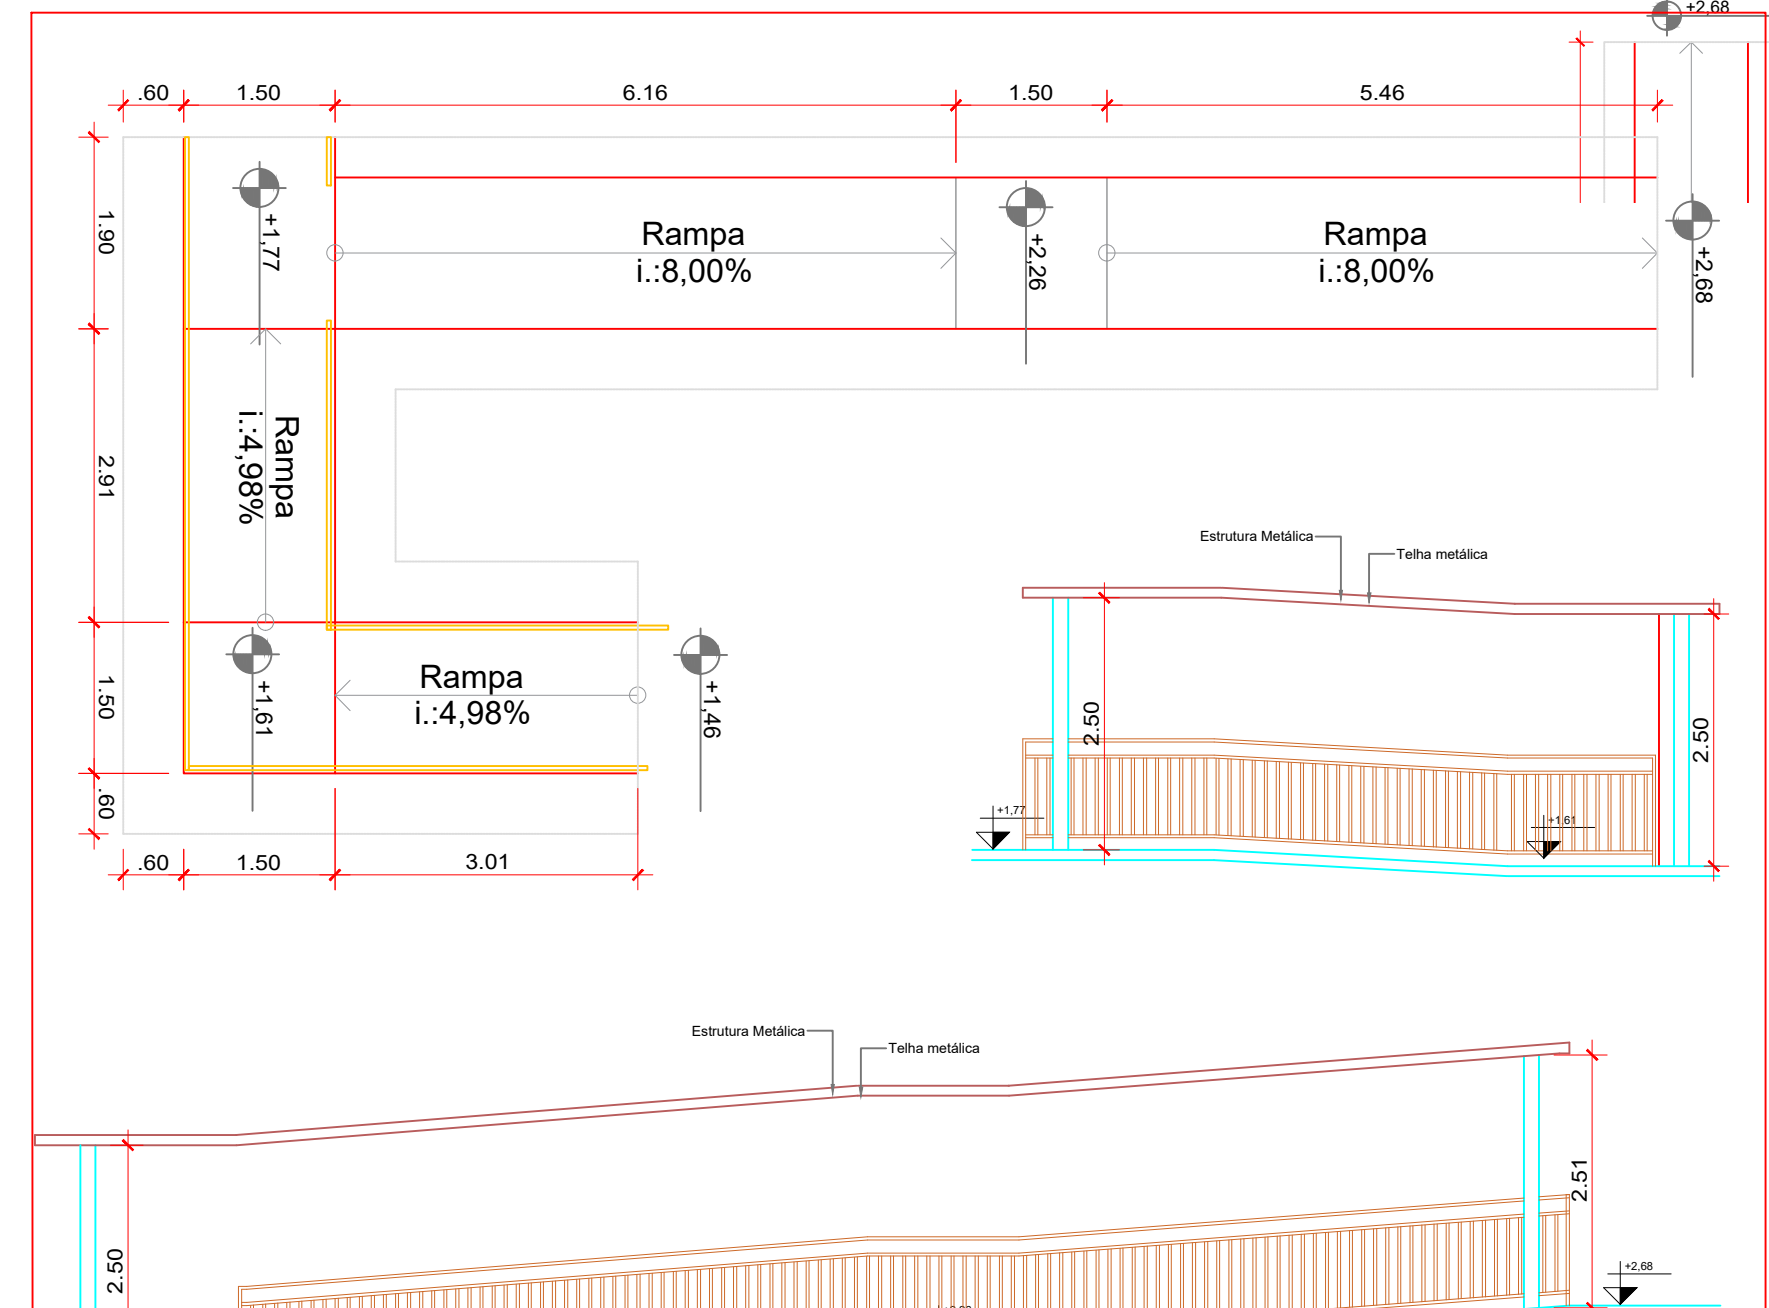 +2,68
.60
1.50
6.16
1.50
5.46
1.90
+1,77
Rampa
i.:8,00%
+2,26
Rampa
i.:8,00%
+2,68
2.91
Rampa
i.:4,98%
1.50
+1,61
Rampa
i.:4,98%
+1,46
.60
.60
1.50
3.01
Estrutura Metálica
Telha metálica
2.50
2.50
+1,77
+1,61
Estrutura Metálica
Telha metálica
2.50
2.51
+2,68